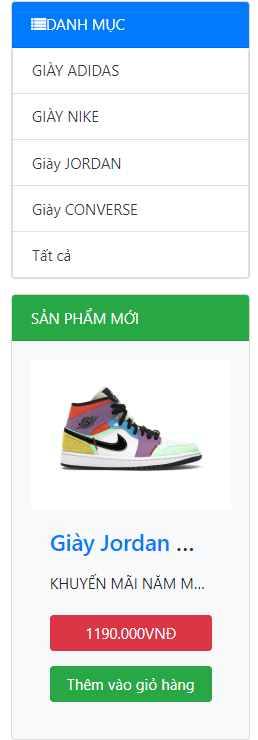 DANH MỤC
GIÀY ADIDAS
GIÀY NIKE
Giày JORDAN
Giày CONVERSE
Tất cả
SẢN PHẨM MỚI
Giày Jordan ...
KHUYẾN MÃI NĂM M...
1190.000VNĐ
Thêm vào giỏ hàng